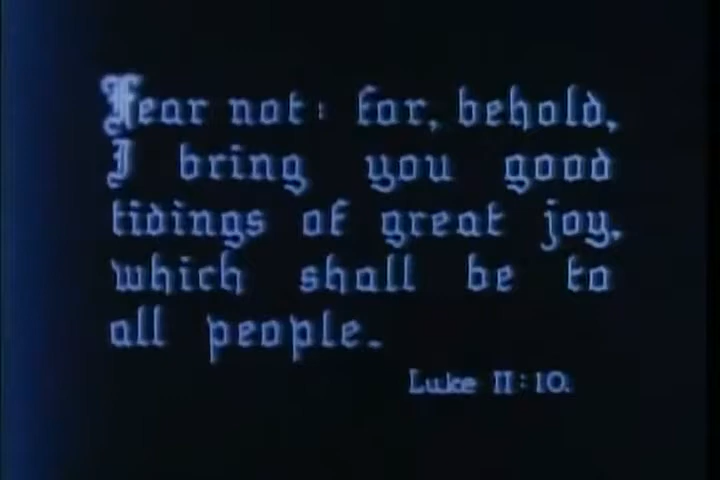 Fear not: for, behold,
I bring you good
tidings of great joy,
which shall be to
all people.
Luke II:10.